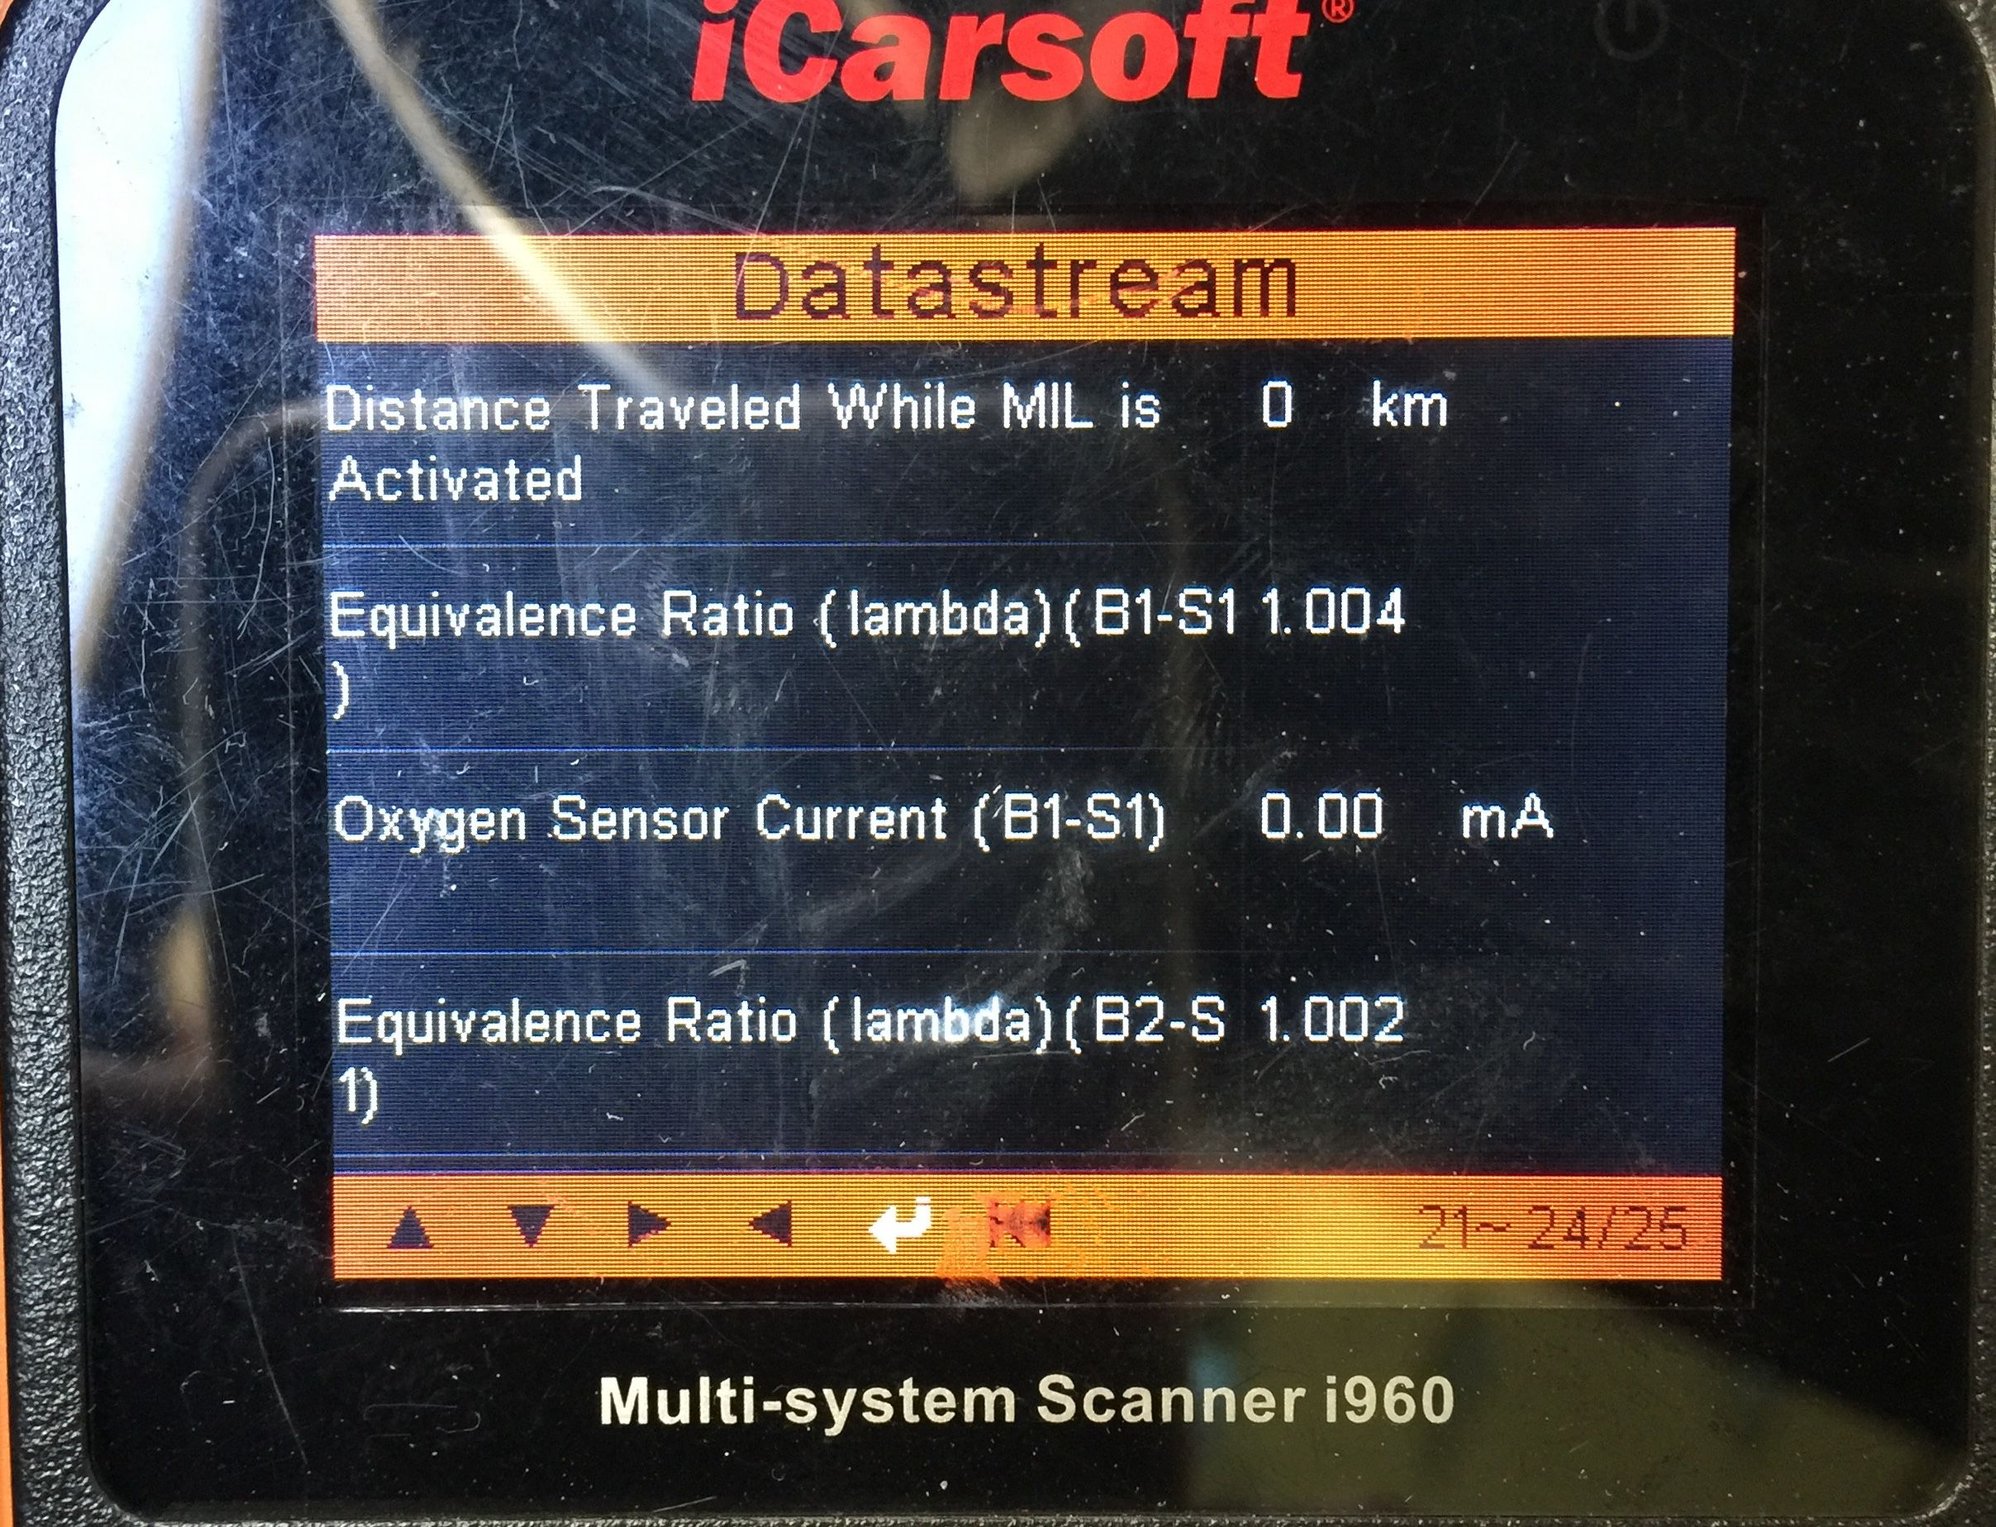 iCarsoft®
Datastream
Distance Traveled While MIL is 0 km
Activated
Equivalence Ratio (lambda)(B1-S1 1.004
)
Oxygen Sensor Current (B1-S1) 0.00 mA
Equivalence Ratio (lambda)(B2-S 1.002
1)
21~24/25
Multi-system Scanner i960